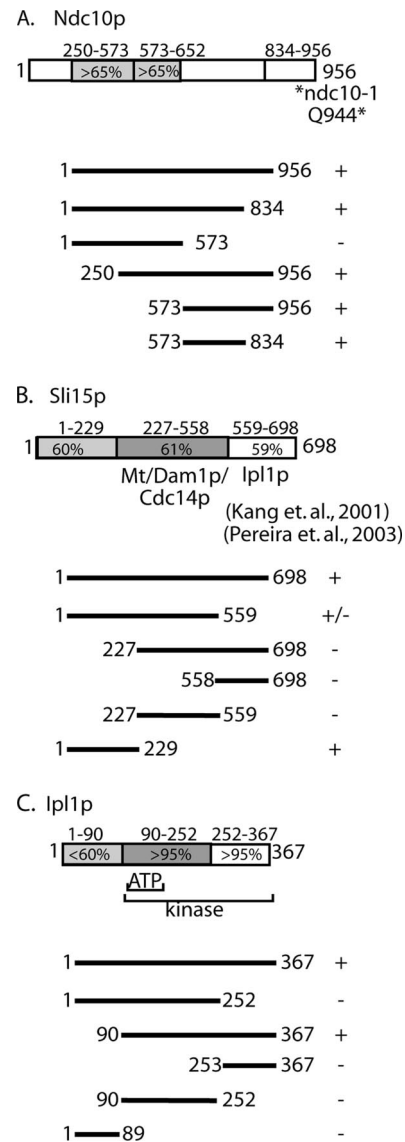 A. Ndc10p
250-573 573-652 834-956
1 >65% >65% 956
*ndc10-1
Q944*
1 956 +
1 834 +
1 573 -
250 956 +
573 956 +
573 834 +
B. Sli15p
1-229 227-558 559-698
1 60% 61% 59% 698
Mt/Dam1p/ Ipl1p
Cdc14p
(Kang et. al., 2001)
(Pereira et. al., 2003)
1 698 +
1 559 +/-
227 698 -
558 698 -
227 559 -
1 229 +
C. Ipl1p
1-90 90-252 252-367
1 <60% >95% >95% 367
ATP
kinase
1 367 +
1 252 -
90 367 +
253 367 -
90 252 -
1 89 -